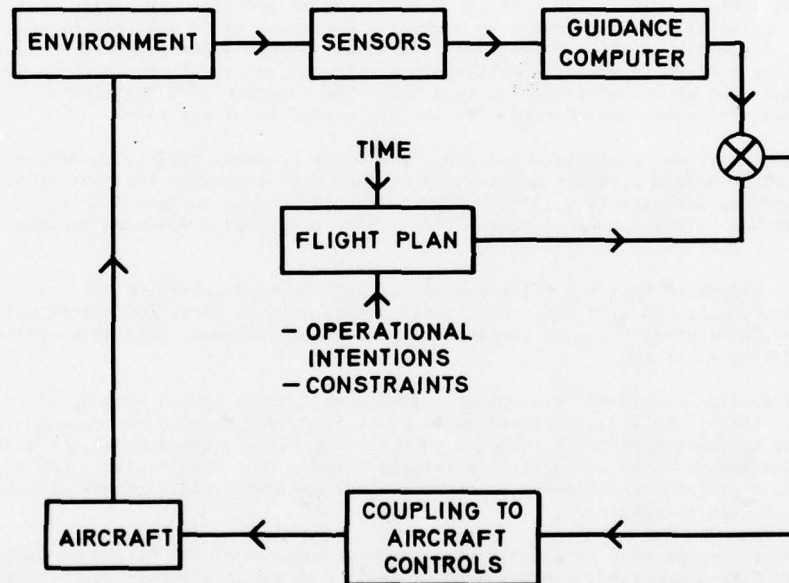 ENVIRONMENT
SENSORS
GUIDANCE
COMPUTER
TIME
FLIGHT PLAN
– OPERATIONAL
INTENTIONS
– CONSTRAINTS
AIRCRAFT
COUPLING TO
AIRCRAFT
CONTROLS